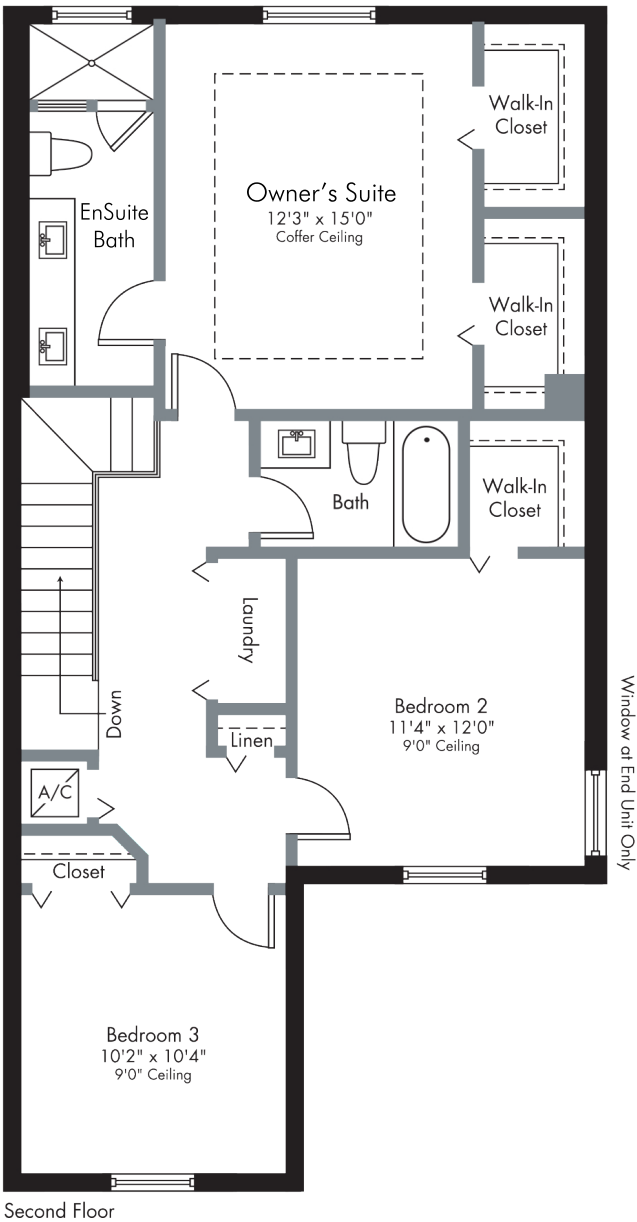 Walk-In
Closet
Owner's Suite
12'3" x 15'0"
Coffer Ceiling
EnSuite
Bath
Walk-In
Closet
Bath
Walk-In
Closet
Laundry
Down
Linen
Bedroom 2
11'4" x 12'0"
9'0" Ceiling
Window at End Unit Only
A/C
Closet
Bedroom 3
10'2" x 10'4"
9'0" Ceiling
Second Floor